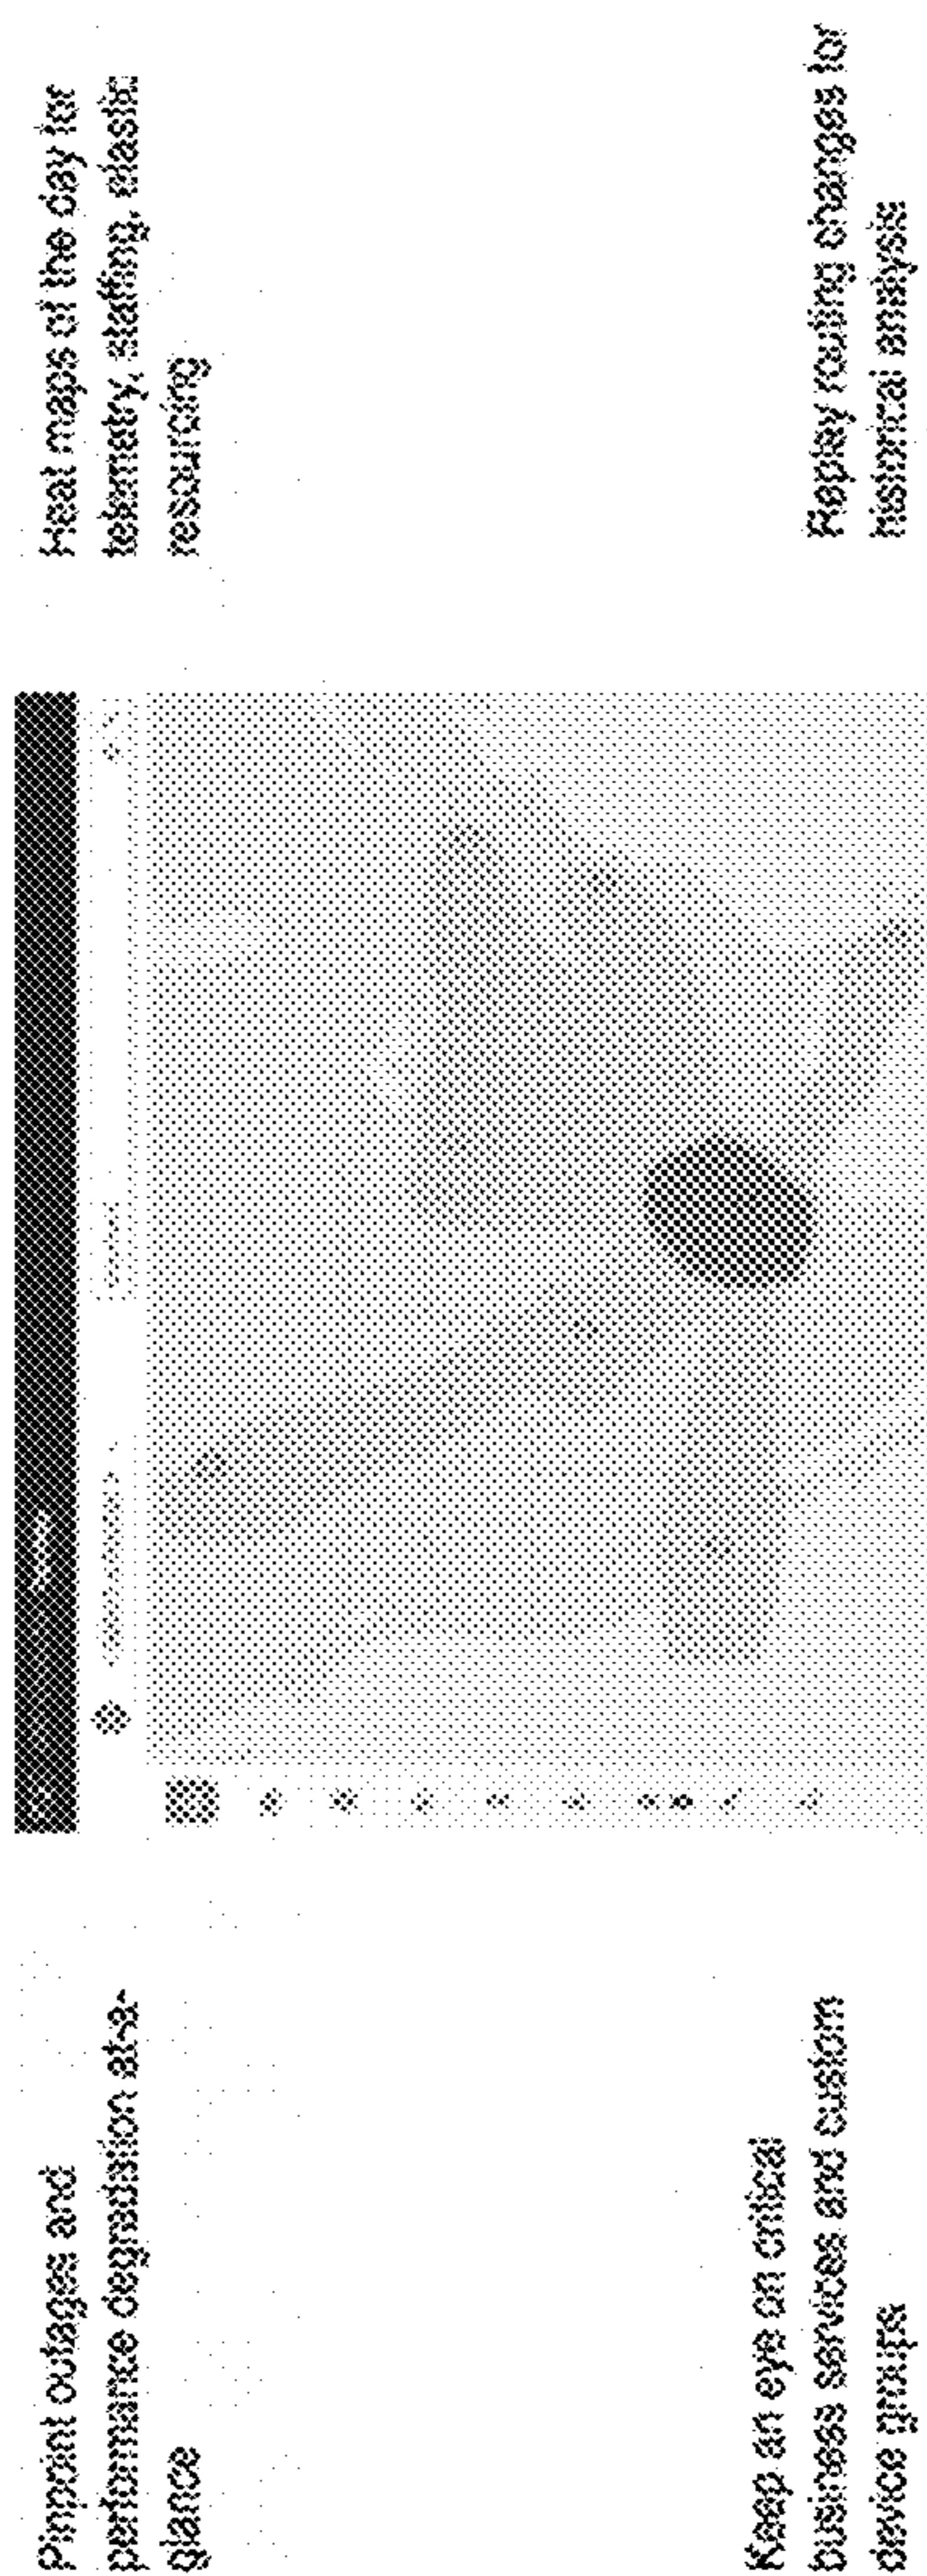 Pinpoint outages and
performance degradation at-a-
glance
Keep an eye on critical
business services and custom
device groups
Heat maps of the day for
telemetry, staffing, elastic
resourcing
Replay routing changes for
historical analysis